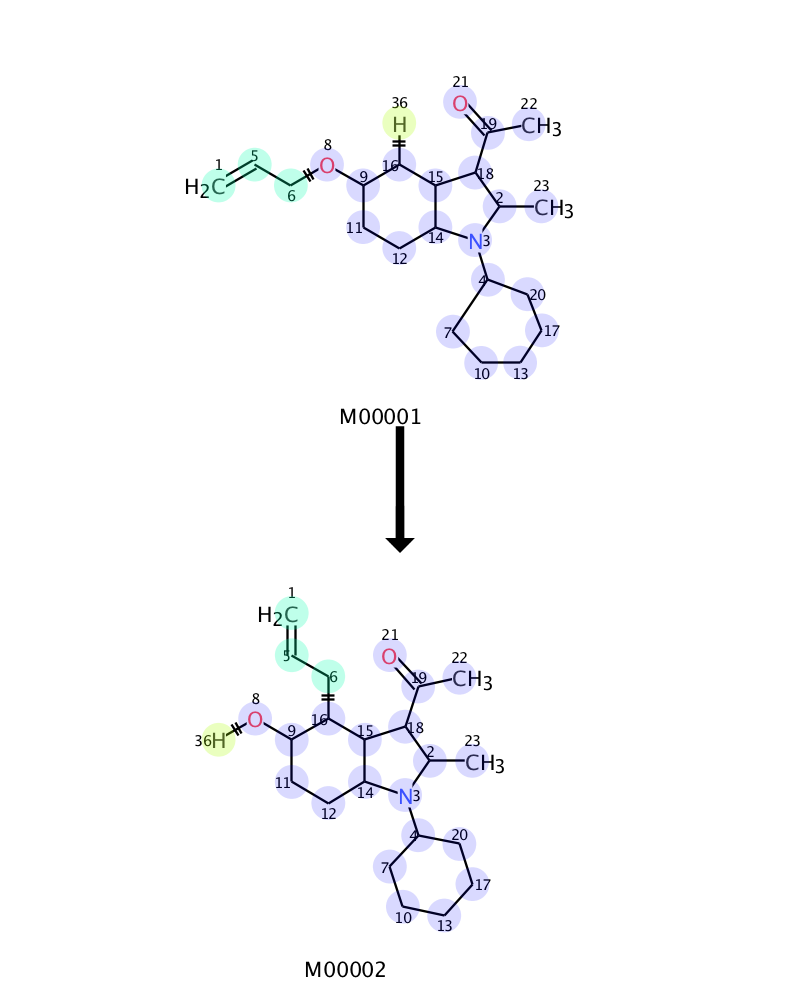 21
36 22
H 19 CH3
O
8
1 5 O 16 18
H2C 9 15 2 23
6 CH3
11 14 N3
12
4 20
7 17
10 13
M00001
1
H2C
21
5 O 22
6 19 CH3
8 16
O 9 15 18 23
36H 2 CH3
11 14 N3
12
4 20
7 17
10 13
M00002